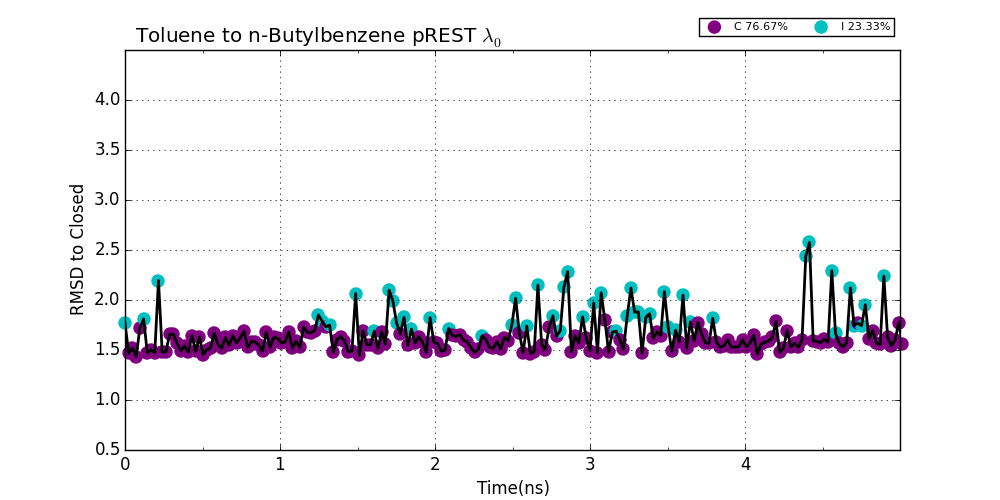 Toluene to n-Butylbenzene pREST λ₀
C 76.67% I 23.33%
RMSD to Closed
4.0
3.5
3.0
2.5
2.0
1.5
1.0
0.5
0 1 2 3 4
Time(ns)